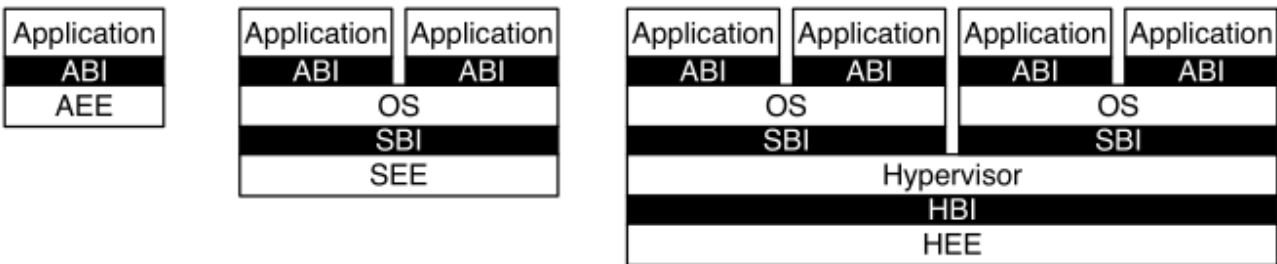 Application
ABI
AEE
Application Application
ABI ABI
OS
SBI
SEE
Application Application Application Application
ABI ABI ABI ABI
OS OS
SBI SBI
Hypervisor
HBI
HEE